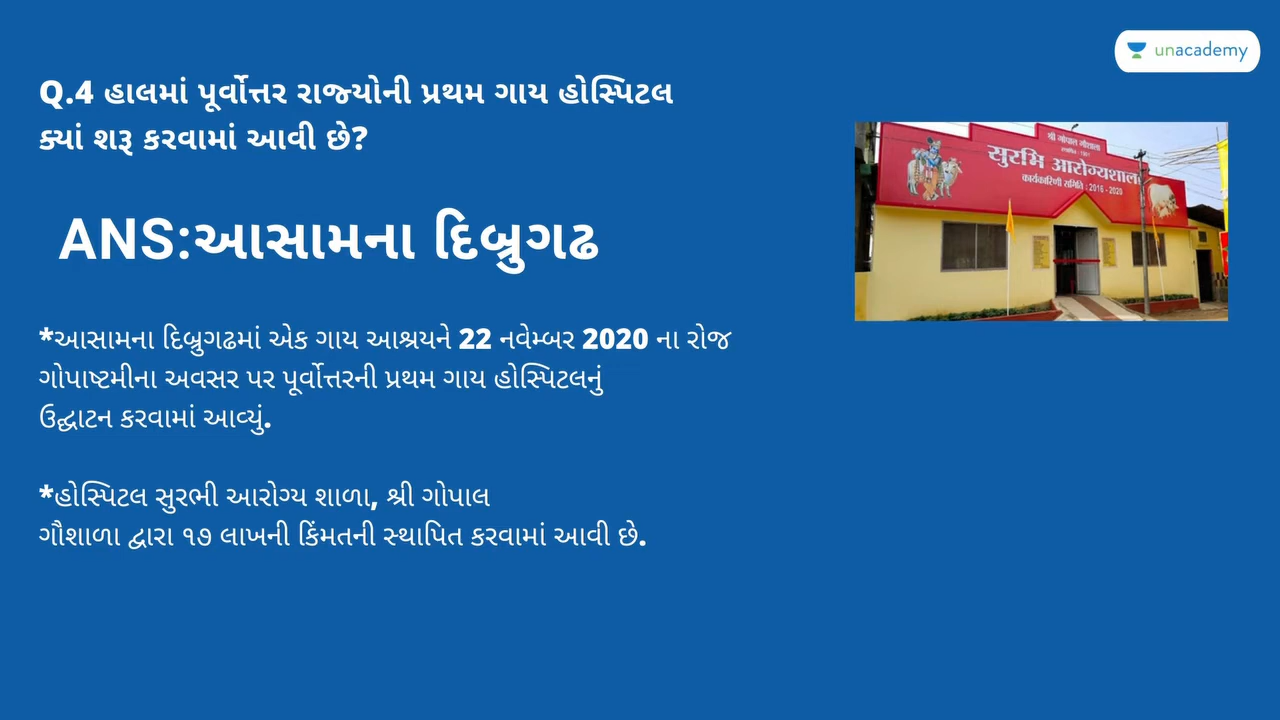 unacademy
Q.4 હાલમાં પૂર્વોત્તર રાજ્યોની પ્રથમ ગાય હોસ્પિટલ
ક્યાં શરૂ કરવામાં આવી છે?
ANS:આસામના દિબ્રુગઢ
*આસામના દિબ્રુગઢમાં એક ગાય આશ્રયને 22 નવેમ્બર 2020 ના રોજ
ગોપાષ્ટમીના અવસર પર પૂર્વોત્તરની પ્રથમ ગાય હોસ્પિટલનું
ઉદ્ઘાટન કરવામાં આવ્યું.
*હોસ્પિટલ સુરભી આરોગ્ય શાળા, શ્રી ગોપાલ
ગૌશાળા દ્વારા ૧૭ લાખની કિંમતની સ્થાપિત કરવામાં આવી છે.
श्री गोपाल गौशाला
सुरभि आरोग्यशाला
कार्यकारिणी समिति : 2016 - 2020